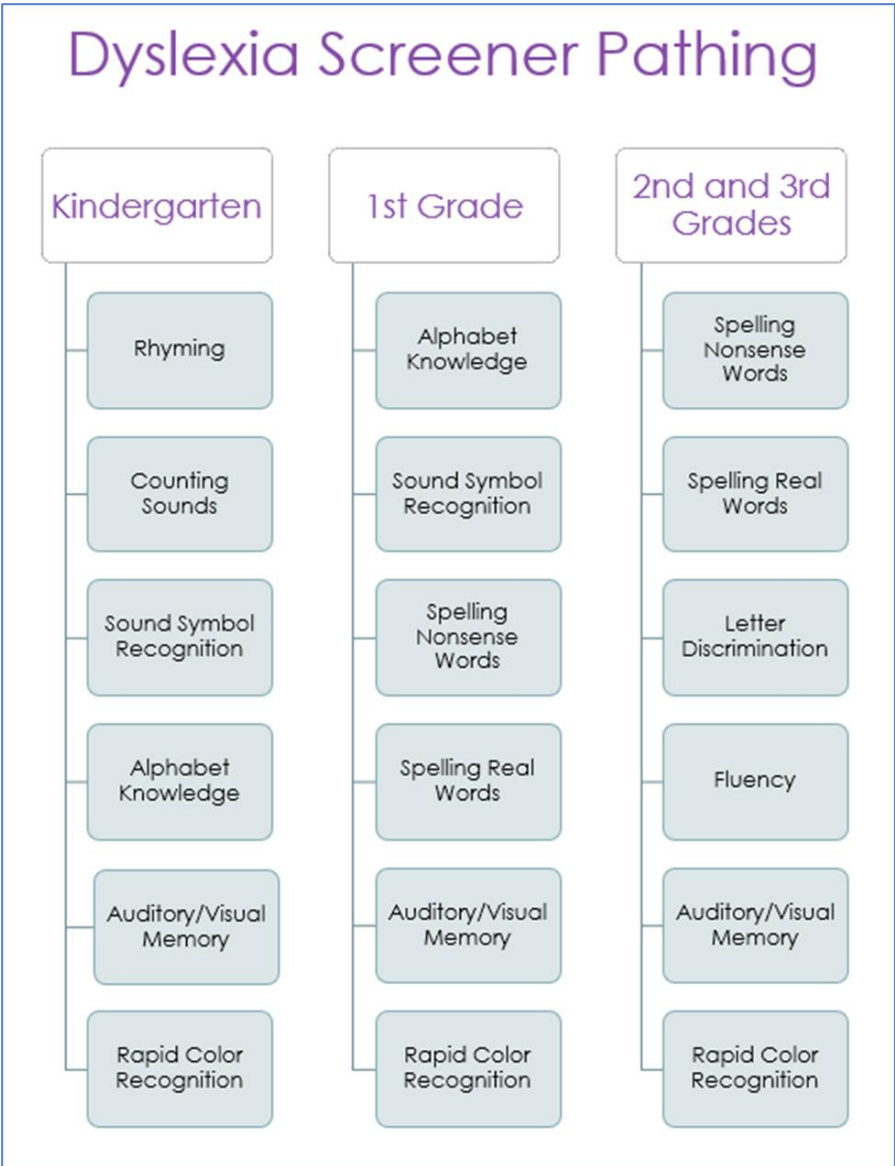 Dyslexia Screener Pathing
Kindergarten
Rhyming
Counting
Sounds
Sound Symbol
Recognition
Alphabet
Knowledge
Auditory/Visual
Memory
Rapid Color
Recognition
1st Grade
Alphabet
Knowledge
Sound Symbol
Recognition
Spelling
Nonsense
Words
Spelling Real
Words
Auditory/Visual
Memory
Rapid Color
Recognition
2nd and 3rd
Grades
Spelling
Nonsense
Words
Spelling Real
Words
Letter
Discrimination
Fluency
Auditory/Visual
Memory
Rapid Color
Recognition